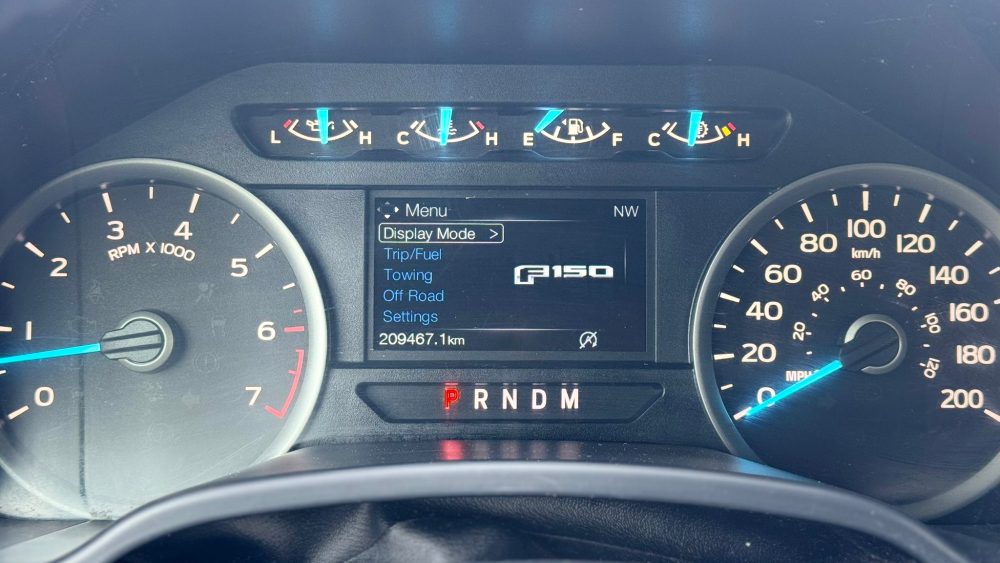 L H C H E F C H
Menu NW
Display Mode >
Trip/Fuel
Towing
Off Road
Settings
F150
209467.1km
P R N D M
0 1 2 3 4 5 6 7
RPM X 1000
0 20 40 60 80 100 120 140 160 180 200
km/h
20 40 60 80 100 120
MPH